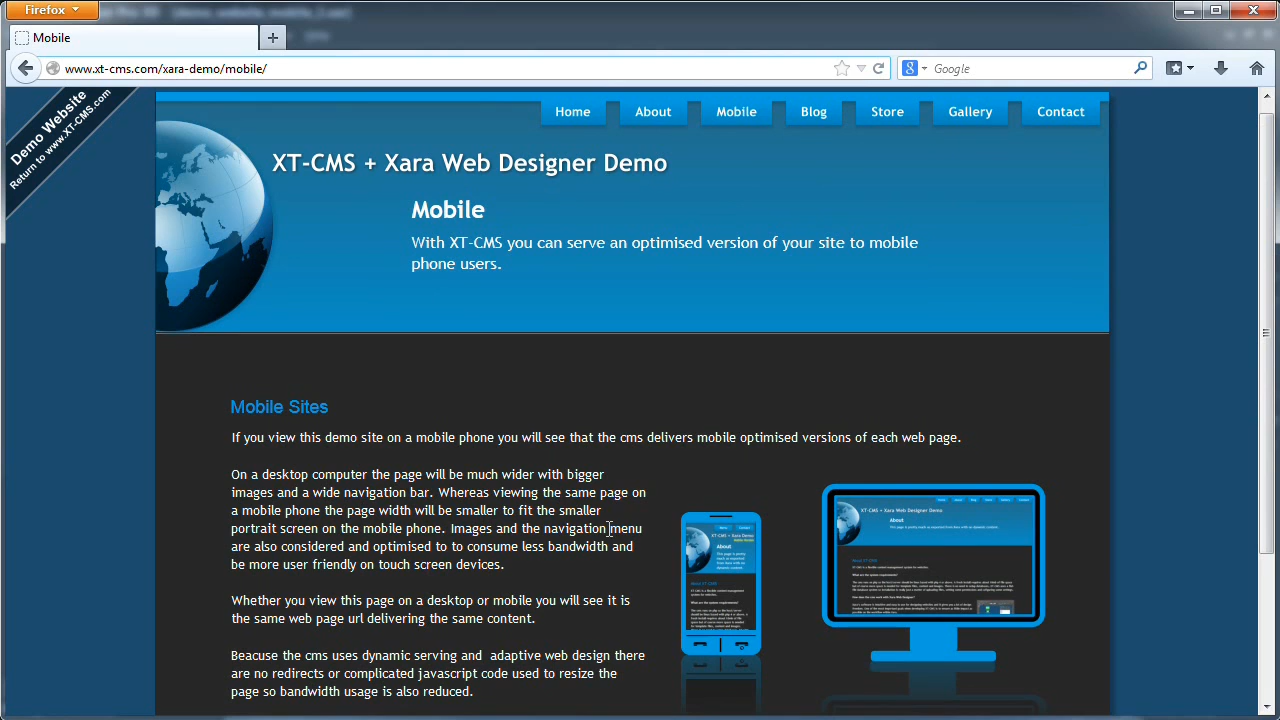 Firefox
Mobile
www.xt-cms.com/xara-demo/mobile/
Google
Demo Website
Return to www.XT-CMS.com
Home About Mobile Blog Store Gallery Contact
XT-CMS + Xara Web Designer Demo
Mobile
With XT-CMS you can serve an optimised version of your site to mobile
phone users.
Mobile Sites
If you view this demo site on a mobile phone you will see that the cms delivers mobile optimised versions of each web page.
On a desktop computer the page will be much wider with bigger
images and a wide navigation bar. Whereas viewing the same page on
a mobile phone the page width will be smaller to fit the smaller
portrait screen on the mobile phone. Images and the navigation menu
are also considered and optimised to to consume less bandwidth and
be more user friendly on touch screen devices.
Whether you view this page on a desktop or mobile you will see it is
the same web page url delivering the same content.
Beacuse the cms uses dynamic serving and adaptive web design there
are no redirects or complicated javascript code used to resize the
page so bandwidth usage is also reduced.
XT-CMS + Xara Demo
About
XT-CMS + Xara Web Designer Demo
About